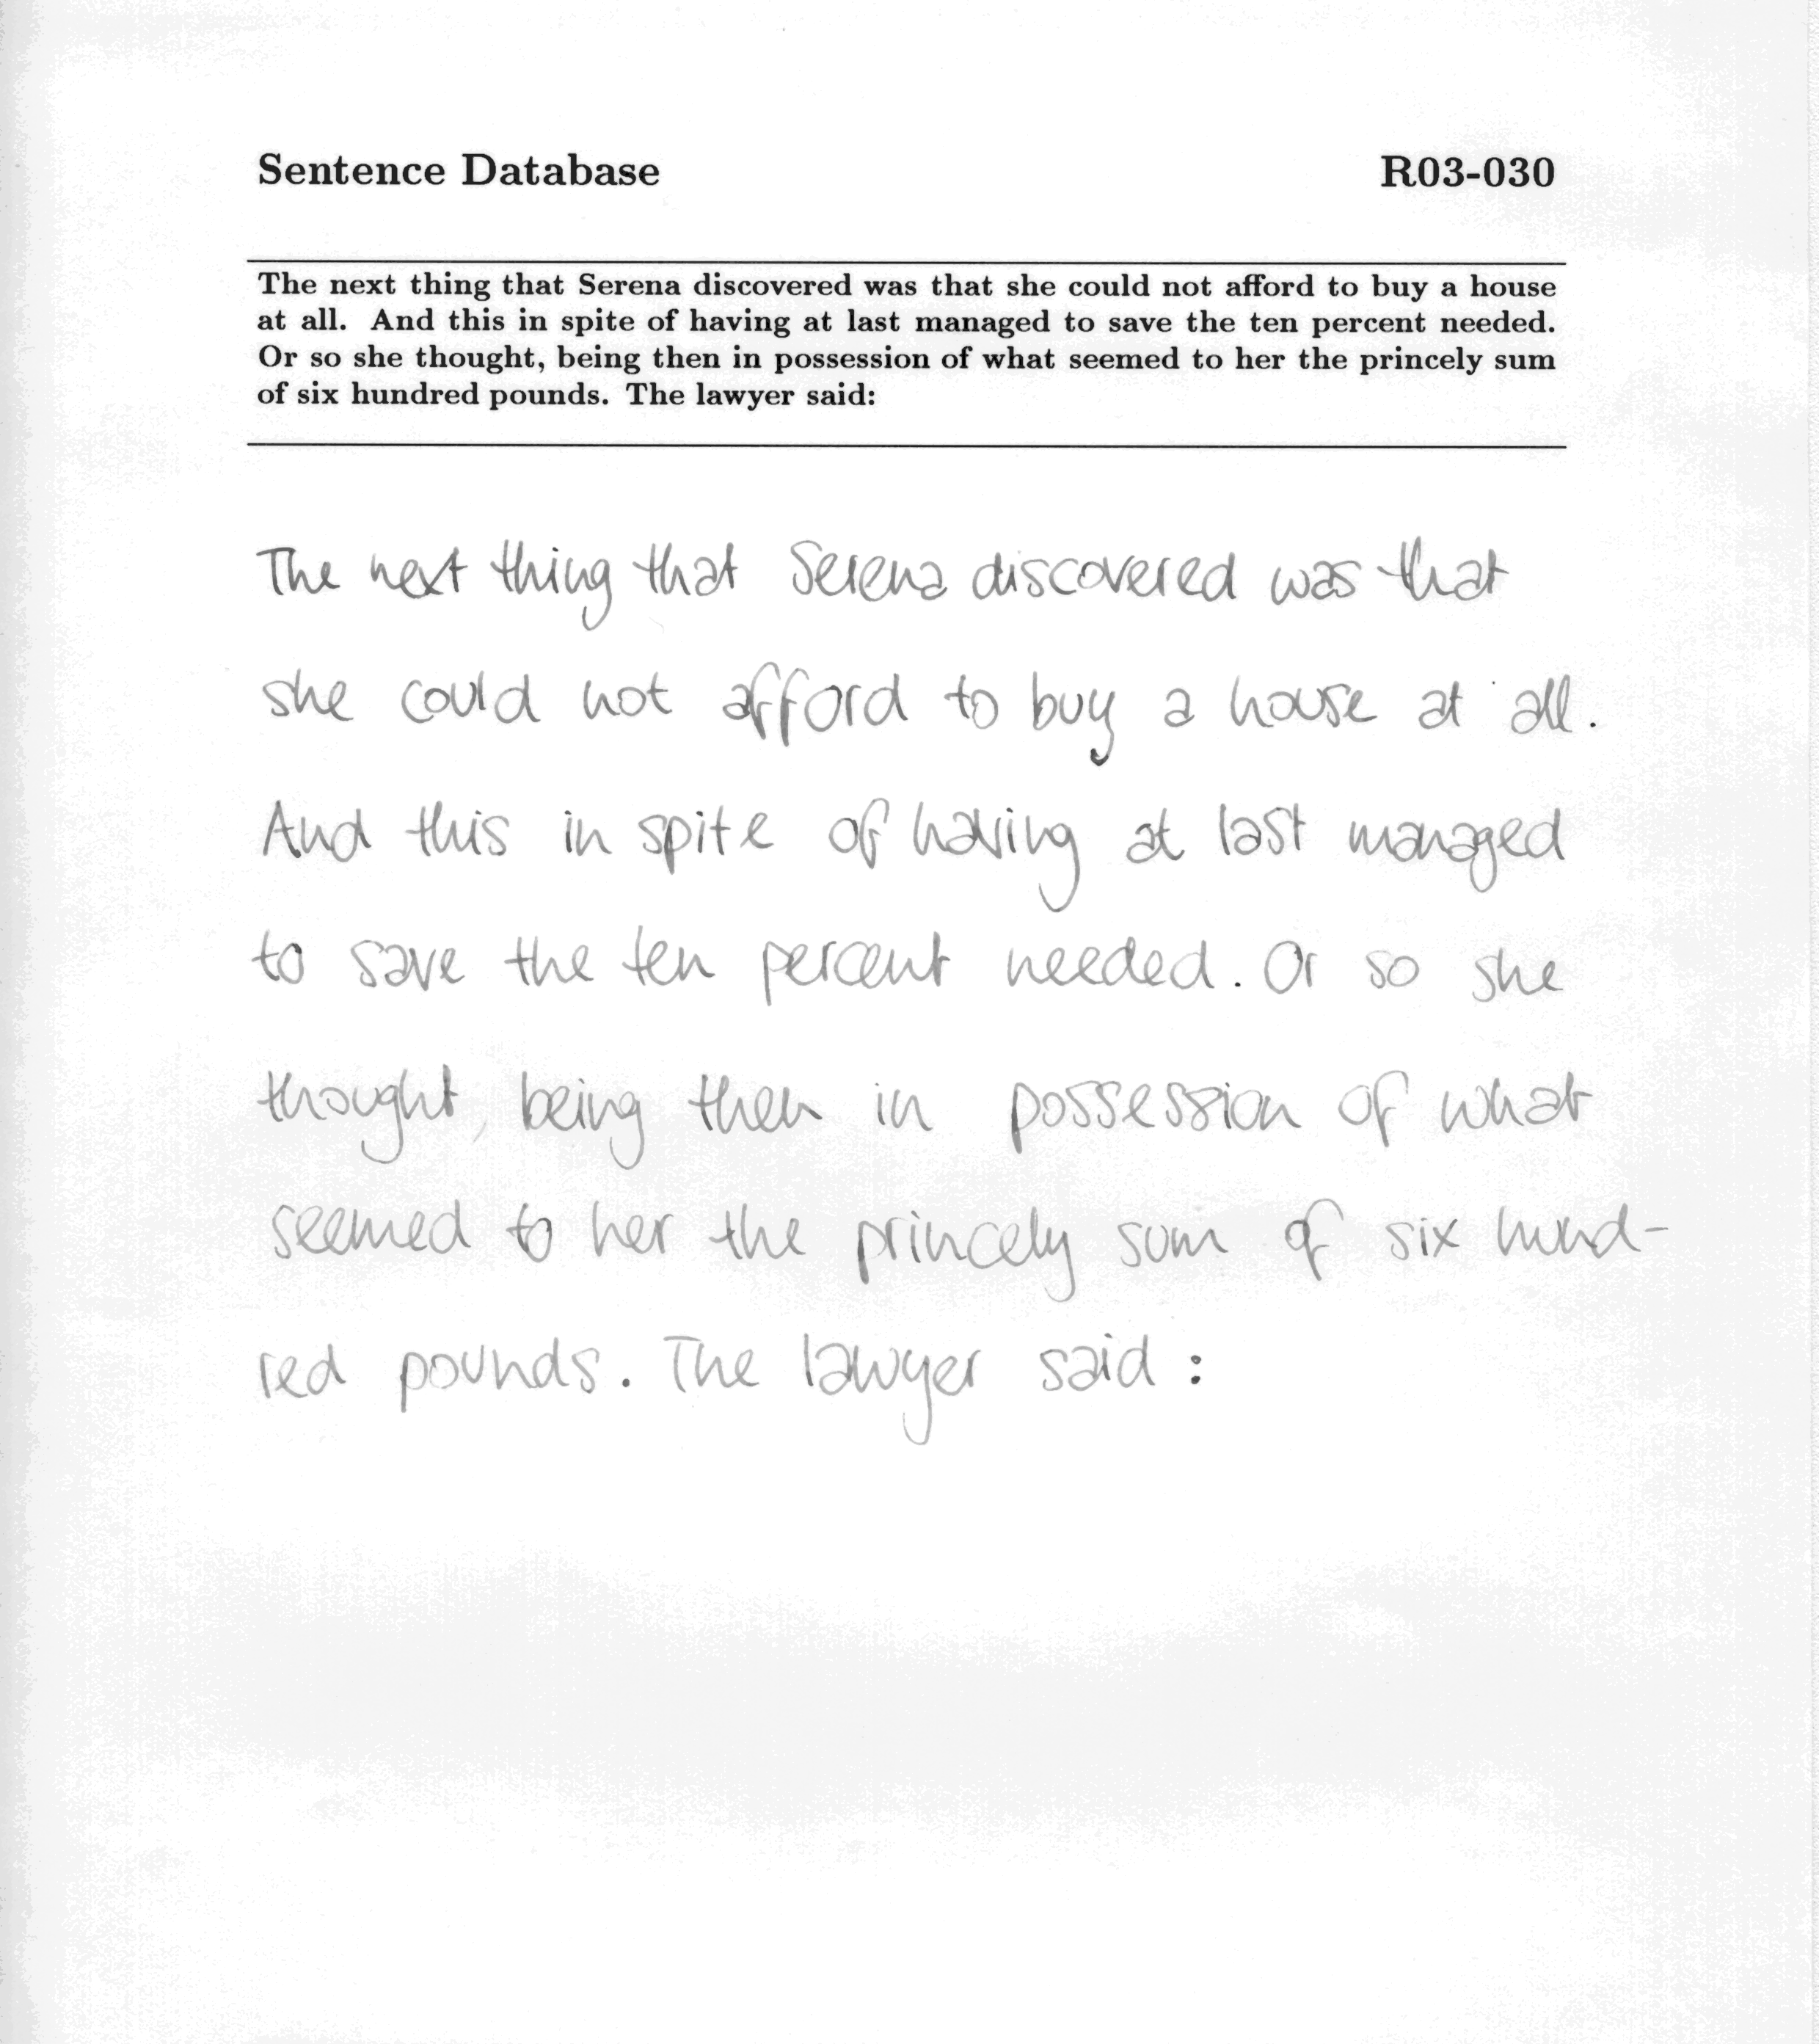 Sentence Database R03-030
The next thing that Serena discovered was that she could not afford to buy a house
at all. And this in spite of having at last managed to save the ten percent needed.
Or so she thought, being then in possession of what seemed to her the princely sum
of six hundred pounds. The lawyer said:
The next thing that Serena discovered was that
she could not afford to buy a house at all.
And this in spite of having at last managed
to save the ten percent needed. Or so she
thought, being then in possession of what
seemed to her the princely sum of six hund-
red pounds. The lawyer said :